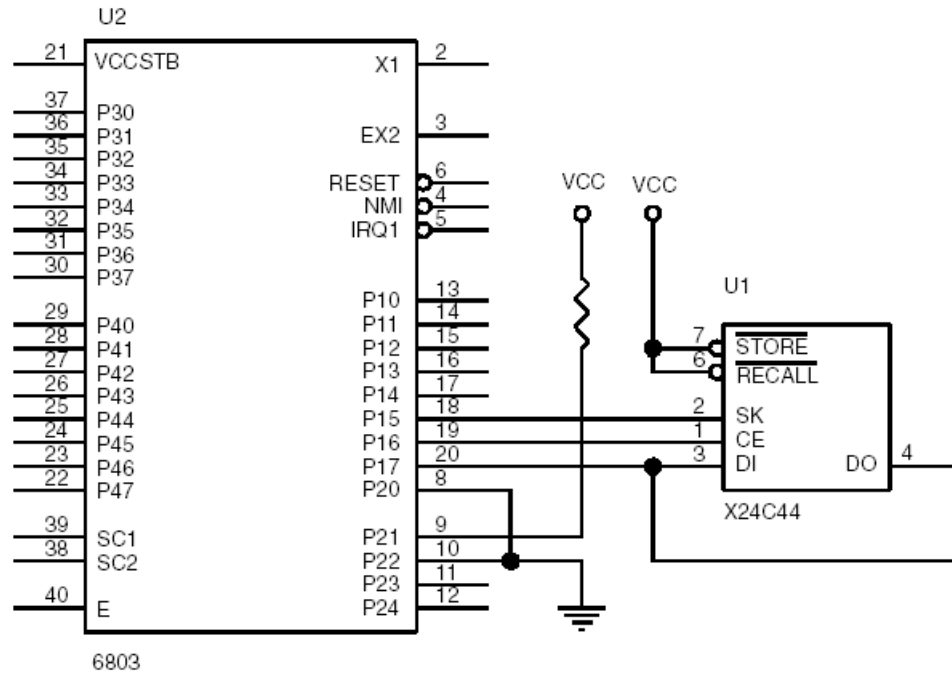 U2
21 VCCSTB X1 2
37 P30
36 P31 EX2 3
35 P32
34 P33 RESET 6
33 P34 NMI 4
32 P35 IRQ1 5
31 P36
30 P37
VCC VCC
P10 13
29 P40 P11 14
28 P41 P12 15
27 P42 P13 16
26 P43 P14 17
25 P44 P15 18
24 P45 P16 19
23 P46 P17 20
22 P47 P20 8
39 SC1 P21 9
38 SC2 P22 10
P23 11
40 E P24 12
6803
U1
7 STORE
6 RECALL
2 SK
1 CE
3 DI DO 4
X24C44